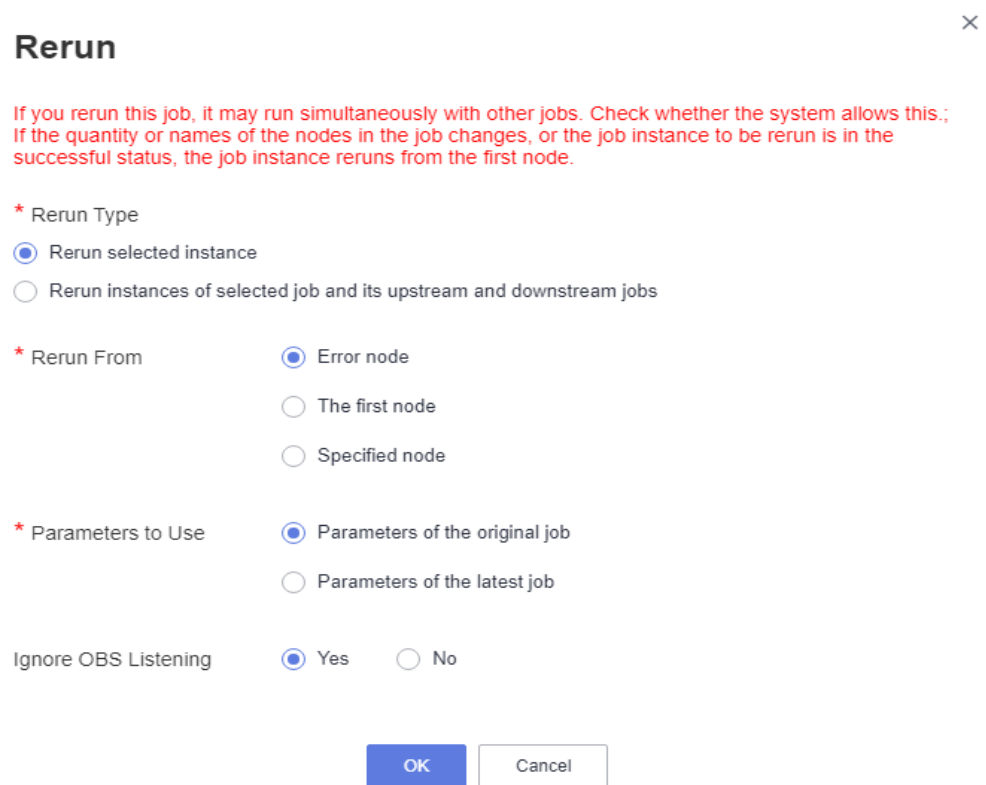 Rerun
If you rerun this job, it may run simultaneously with other jobs. Check whether the system allows this.;
If the quantity or names of the nodes in the job changes, or the job instance to be rerun is in the
successful status, the job instance reruns from the first node.
* Rerun Type
Rerun selected instance
Rerun instances of selected job and its upstream and downstream jobs
* Rerun From
Error node
The first node
Specified node
* Parameters to Use
Parameters of the original job
Parameters of the latest job
Ignore OBS Listening
Yes
No
OK
Cancel